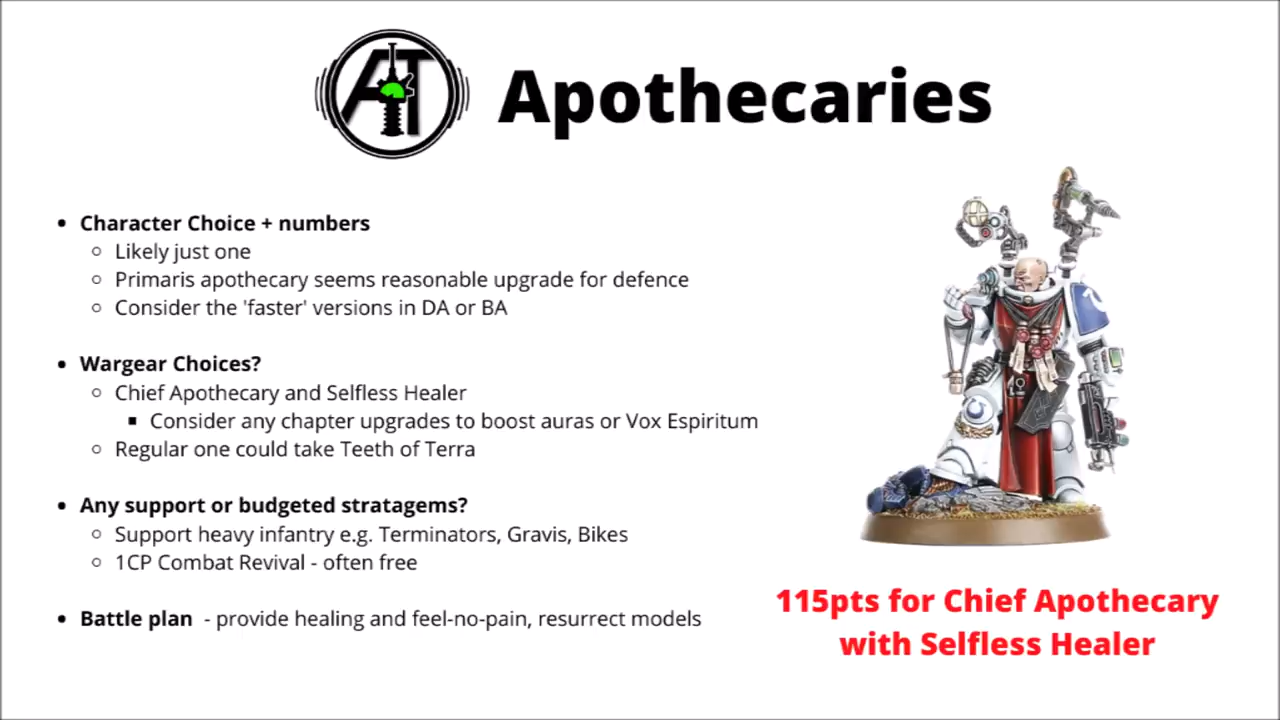 AT
Apothecaries
• Character Choice + numbers
○ Likely just one
○ Primaris apothecary seems reasonable upgrade for defence
○ Consider the 'faster' versions in DA or BA
• Wargear Choices?
○ Chief Apothecary and Selfless Healer
▪ Consider any chapter upgrades to boost auras or Vox Espiritum
○ Regular one could take Teeth of Terra
• Any support or budgeted stratagems?
○ Support heavy infantry e.g. Terminators, Gravis, Bikes
○ 1CP Combat Revival - often free
• Battle plan - provide healing and feel-no-pain, resurrect models
115pts for Chief Apothecary
with Selfless Healer